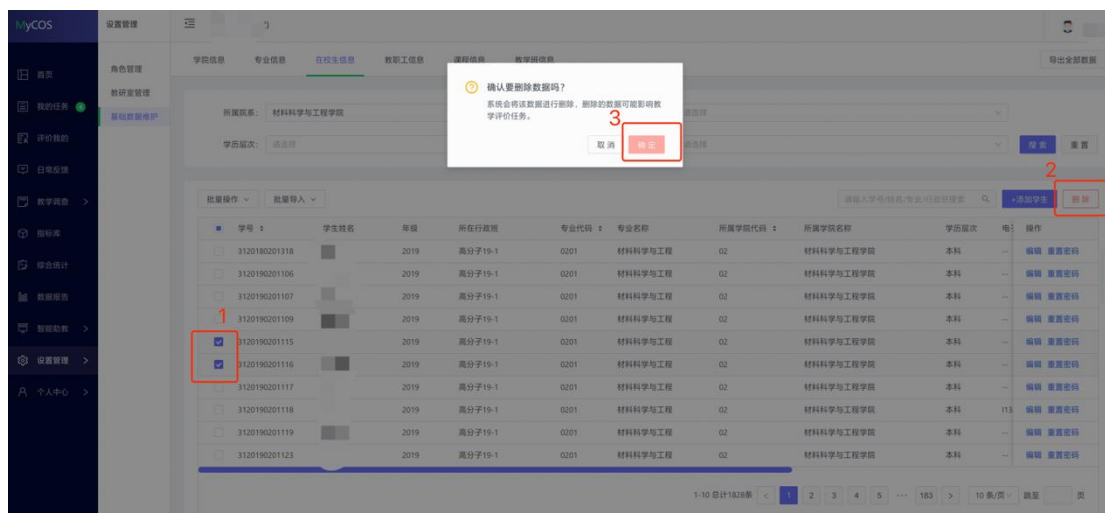 MyCOS
设置管理
学院信息 专业信息 在校生信息 教职工信息 课程信息 教学班信息 导出全部数据
首页
我的任务
评价我的
日常反馈
教学调查
指标库
综合统计
数据报告
智能助教
设置管理
个人中心
角色管理
教研室管理
基础数据维护
确认要删除数据吗?
系统会将该数据进行删除,删除的数据可能影响教
学评价任务。
取消 确定
3
所属院系: 材料科学与工程学院 请选择
学历层次: 请选择 请选择 搜索 重置
2
批量操作 批量导入 请输入学号/姓名/专业/行政班搜索 +添加学生 删除
学号 学生姓名 年级 所在行政班 专业代码 专业名称 所属学院代码 所属学院名称 学历层次 操作
3120180201318 2019 高分子19-1 0201 材料科学与工程 02 材料科学与工程学院 本科 -- 编辑 重置密码
3120190201106 2019 高分子19-1 0201 材料科学与工程 02 材料科学与工程学院 本科 -- 编辑 重置密码
3120190201107 2019 高分子19-1 0201 材料科学与工程 02 材料科学与工程学院 本科 -- 编辑 重置密码
1
3120190201109 2019 高分子19-1 0201 材料科学与工程 02 材料科学与工程学院 本科 -- 编辑 重置密码
3120190201115 2019 高分子19-1 0201 材料科学与工程 02 材料科学与工程学院 本科 -- 编辑 重置密码
3120190201116 2019 高分子19-1 0201 材料科学与工程 02 材料科学与工程学院 本科 -- 编辑 重置密码
3120190201117 2019 高分子19-1 0201 材料科学与工程 02 材料科学与工程学院 本科 -- 编辑 重置密码
3120190201118 2019 高分子19-1 0201 材料科学与工程 02 材料科学与工程学院 本科 113 编辑 重置密码
3120190201119 2019 高分子19-1 0201 材料科学与工程 02 材料科学与工程学院 本科 -- 编辑 重置密码
3120190201123 2019 高分子19-1 0201 材料科学与工程 02 材料科学与工程学院 本科 -- 编辑 重置密码
1-10 总计1828条 < 1 2 3 4 5 ··· 183 > 10 条/页 跳至 页